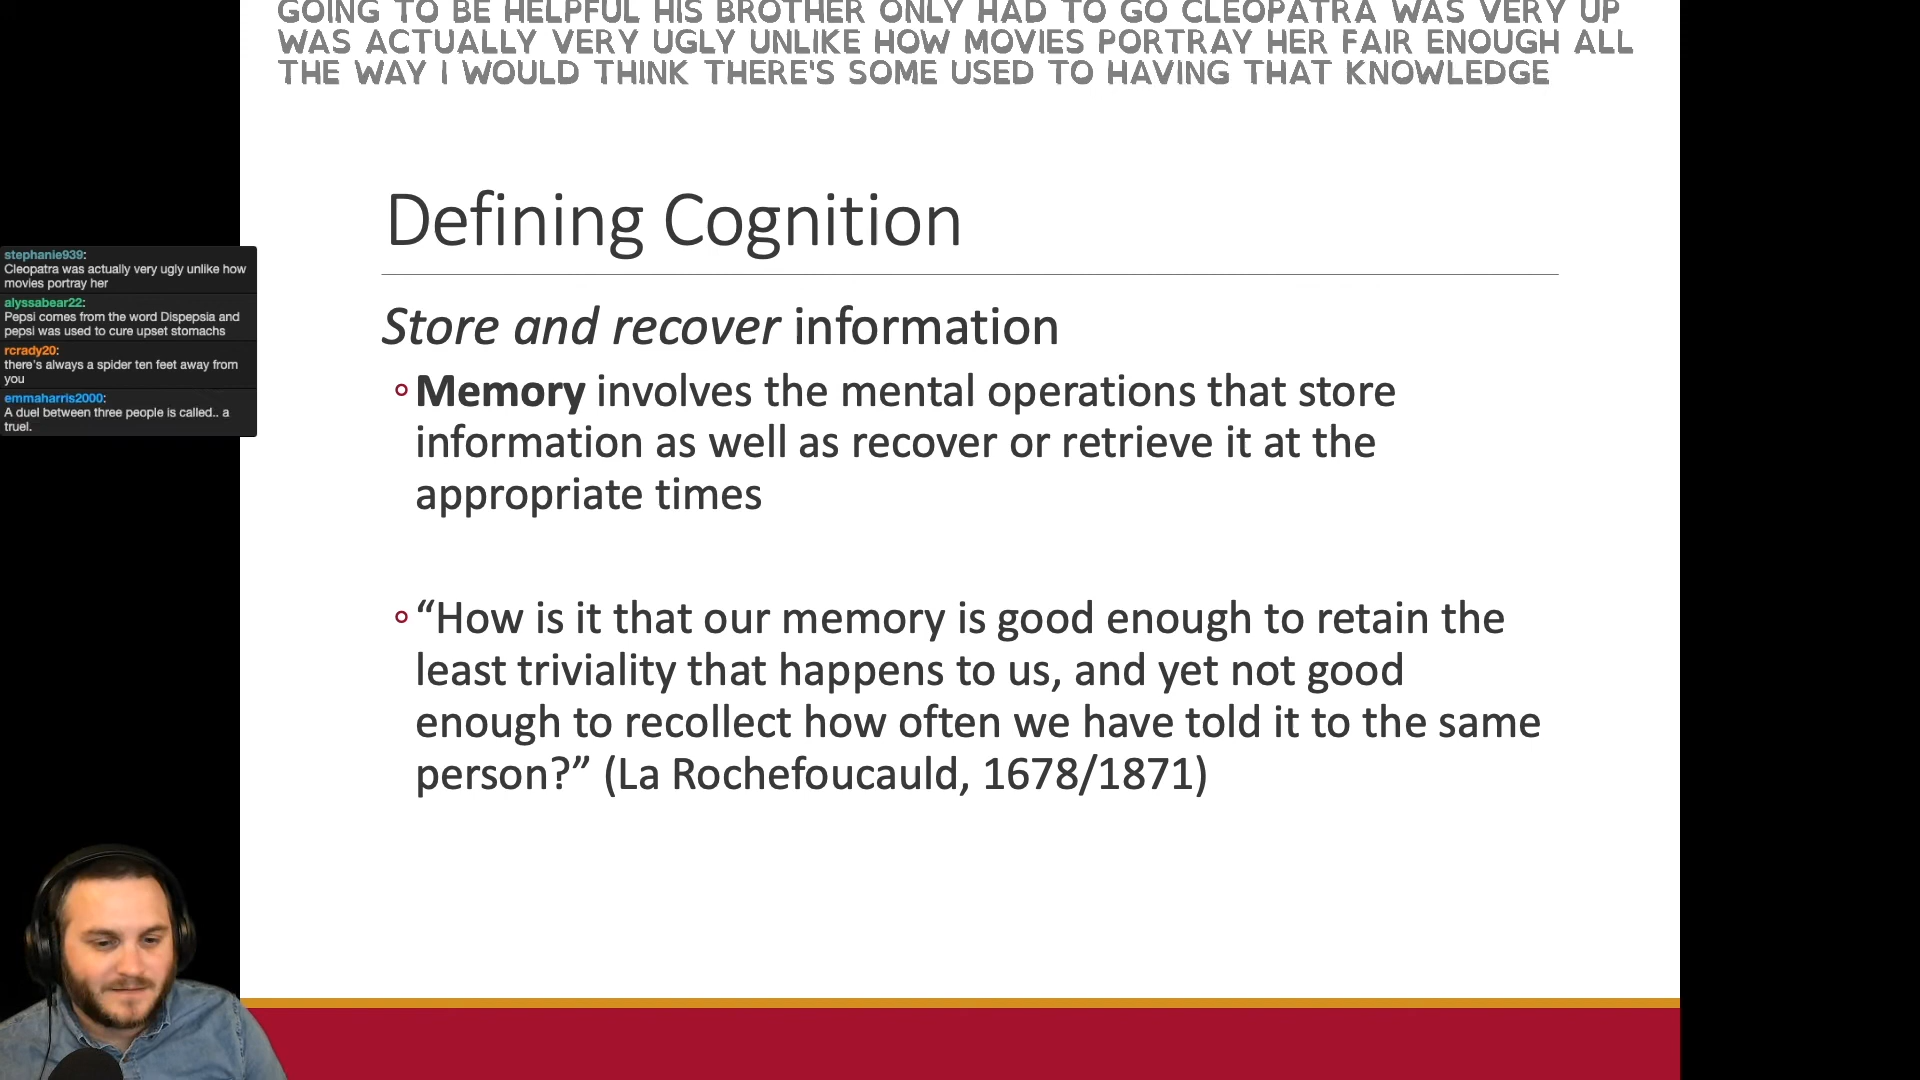 GOING TO BE HELPFUL HIS BROTHER ONLY HAD TO GO CLEOPATRA WAS VERY UP
WAS ACTUALLY VERY UGLY UNLIKE HOW MOVIES PORTRAY HER FAIR ENOUGH ALL
THE WAY I WOULD THINK THERE'S SOME USED TO HAVING THAT KNOWLEDGE
Defining Cognition
stephanie939:
Cleopatra was actually very ugly unlike how
movies portray her
alyssabear22:
Pepsi comes from the word Dispepsia and
pepsi was used to cure upset stomachs
rcrady20:
there's always a spider ten feet away from
you
emmaharris2000:
A duel between three people is called.. a
truel.
Store and recover information
Memory involves the mental operations that store
information as well as recover or retrieve it at the
appropriate times
“How is it that our memory is good enough to retain the
least triviality that happens to us, and yet not good
enough to recollect how often we have told it to the same
person?” (La Rochefoucauld, 1678/1871)